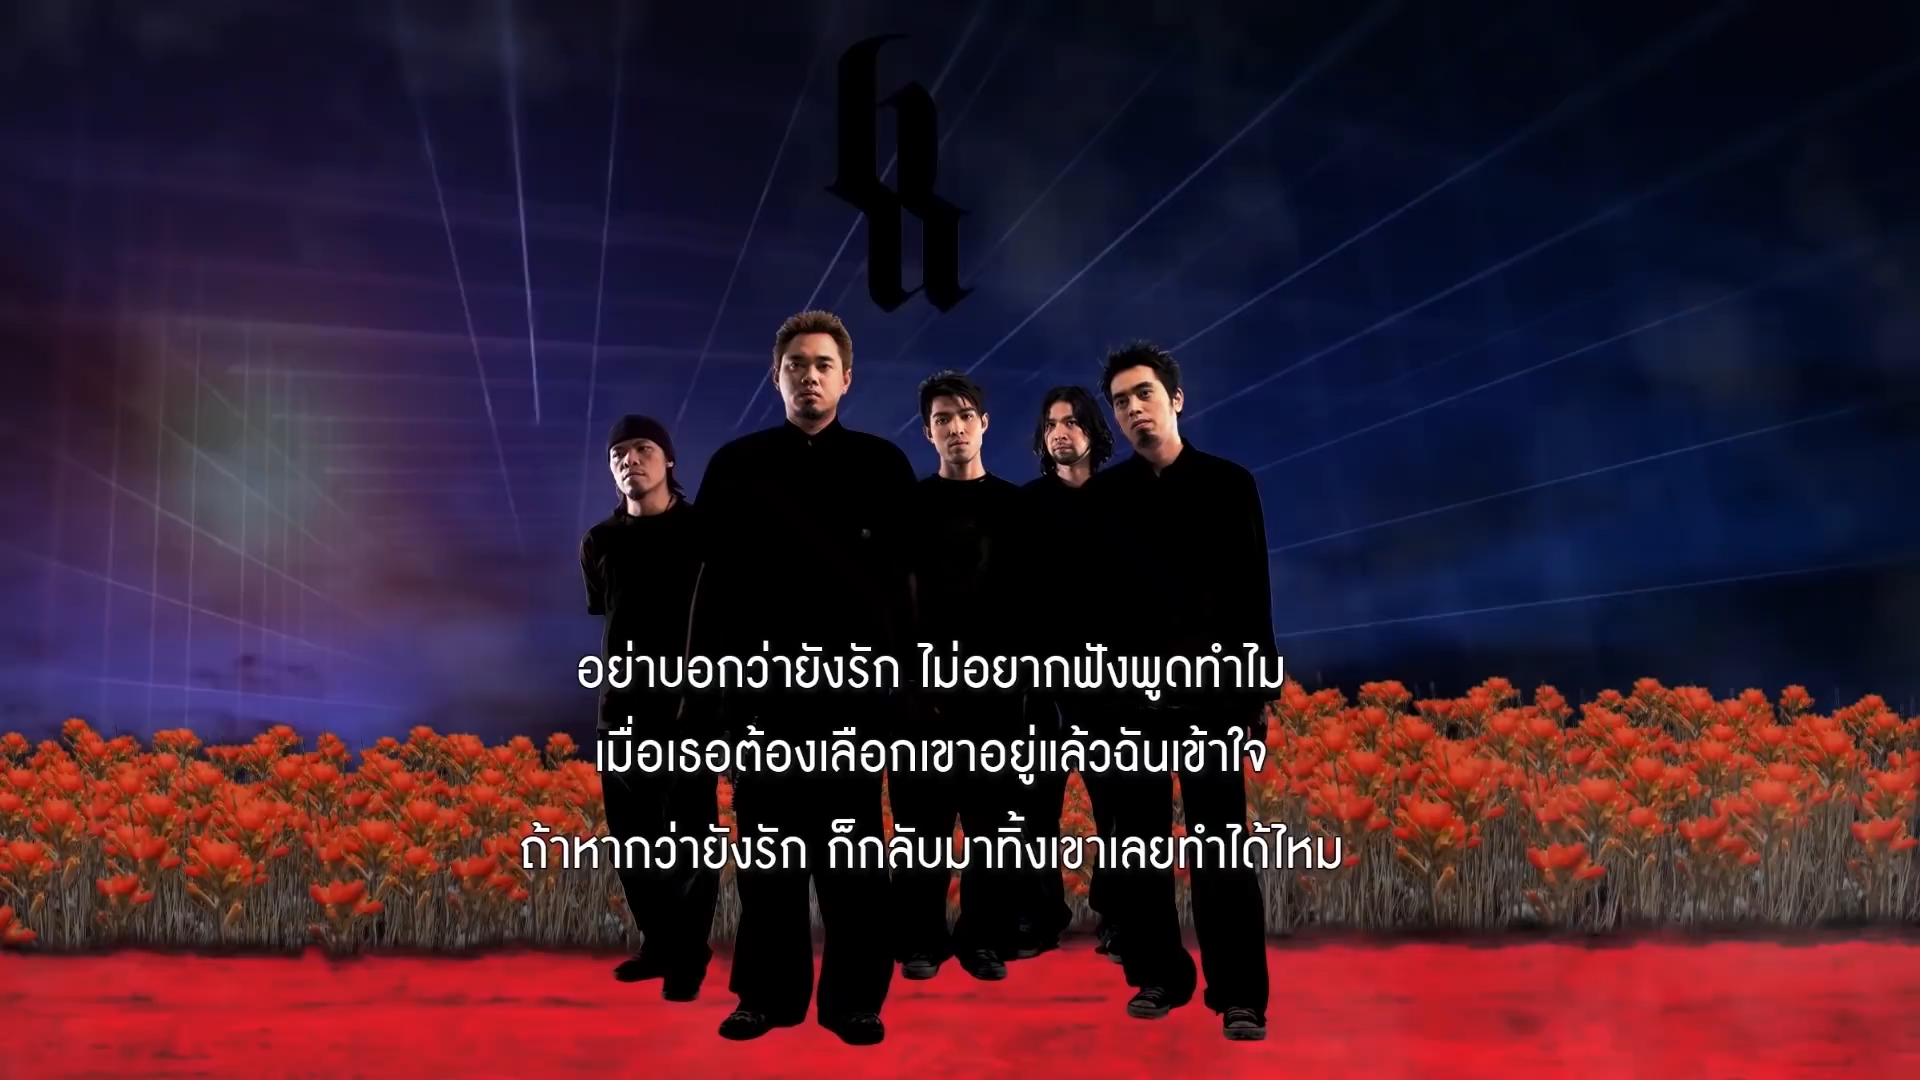 อย่าบอกว่ายังรัก ไม่อยากฟังพูดทำไม
เมื่อเธอต้องเลือกเขาอยู่แล้วฉันเข้าใจ
ถ้าหากว่ายังรัก ก็กลับมาทิ้งเขาเลยทำได้ไหม